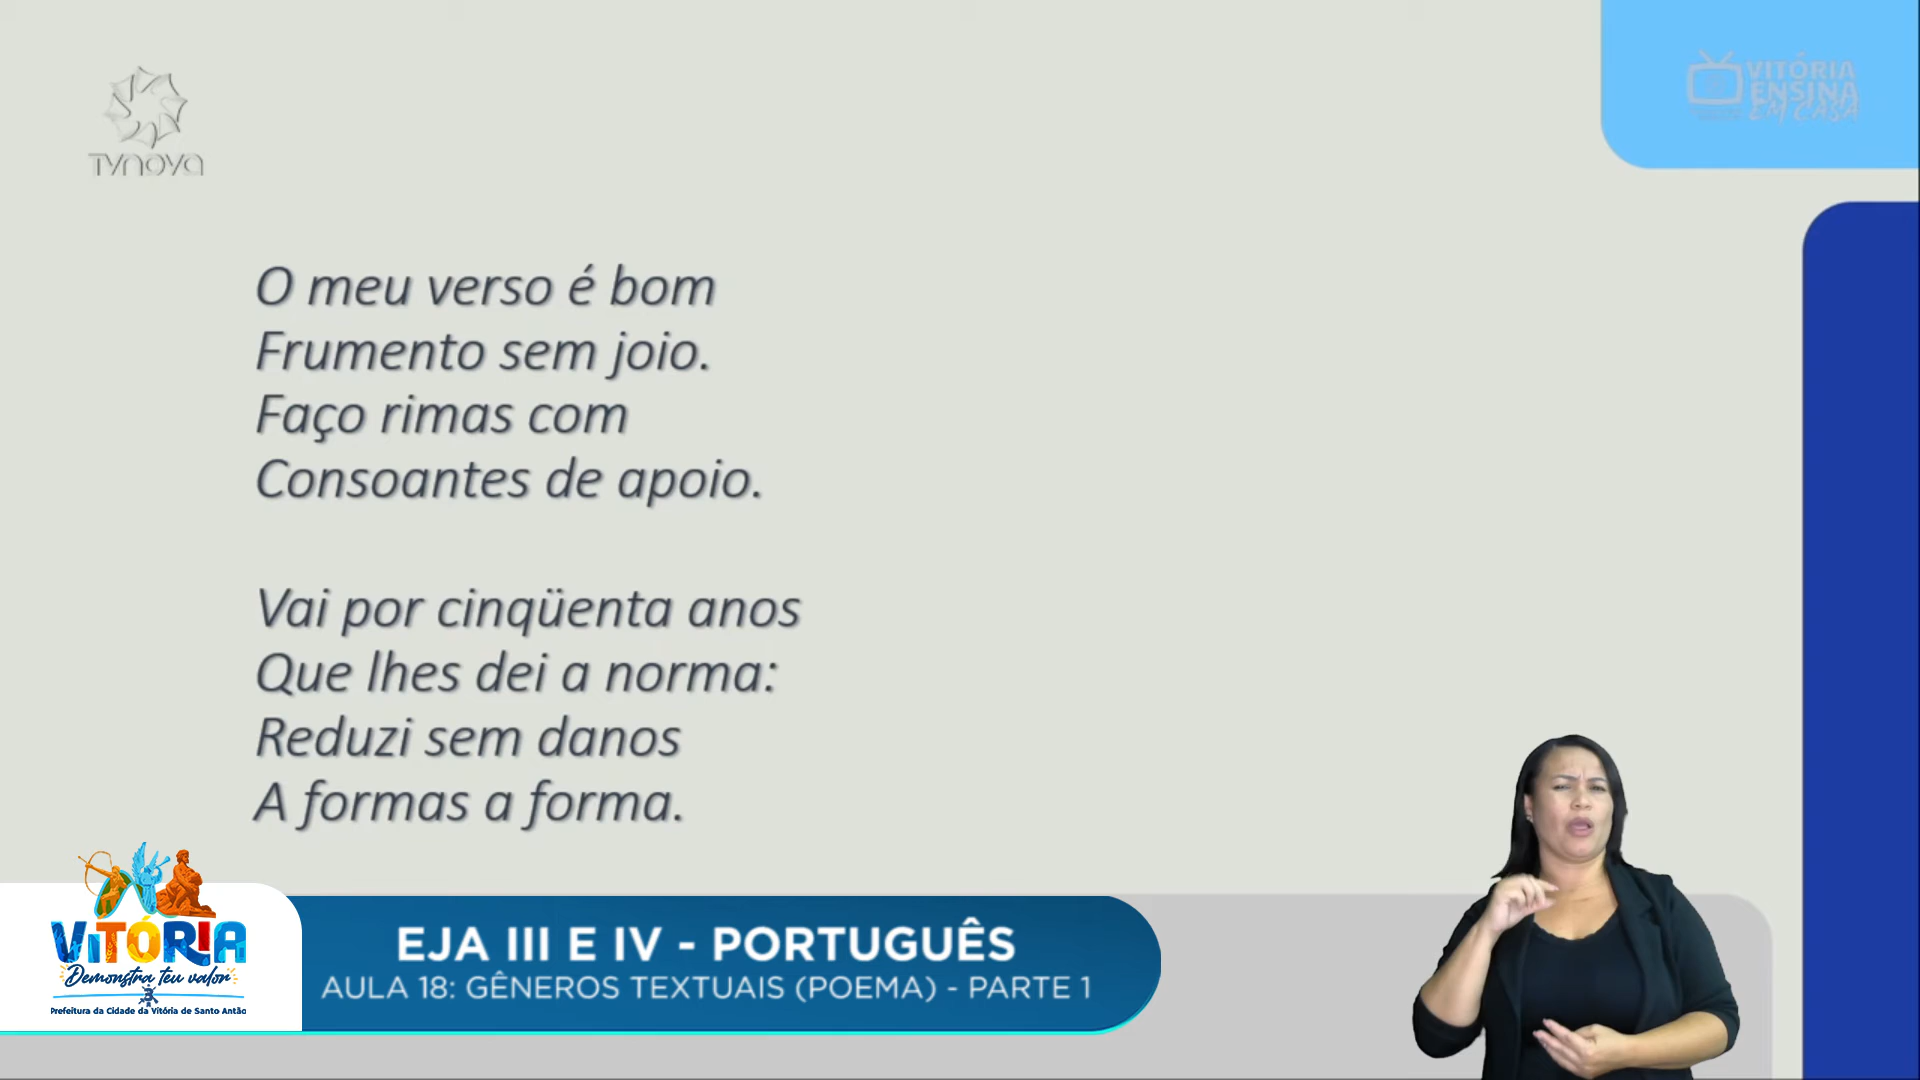 TVNOVA
VITÓRIA
ENSINA
EM CASA
O meu verso é bom
Frumento sem joio.
Faço rimas com
Consoantes de apoio.
Vai por cinqüenta anos
Que lhes dei a norma:
Reduzi sem danos
A formas a forma.
VITÓRIA
Demonstra teu valor
Prefeitura da Cidade da Vitória de Santo Antão
EJA III E IV - PORTUGUÊS
AULA 18: GÊNEROS TEXTUAIS (POEMA) - PARTE 1